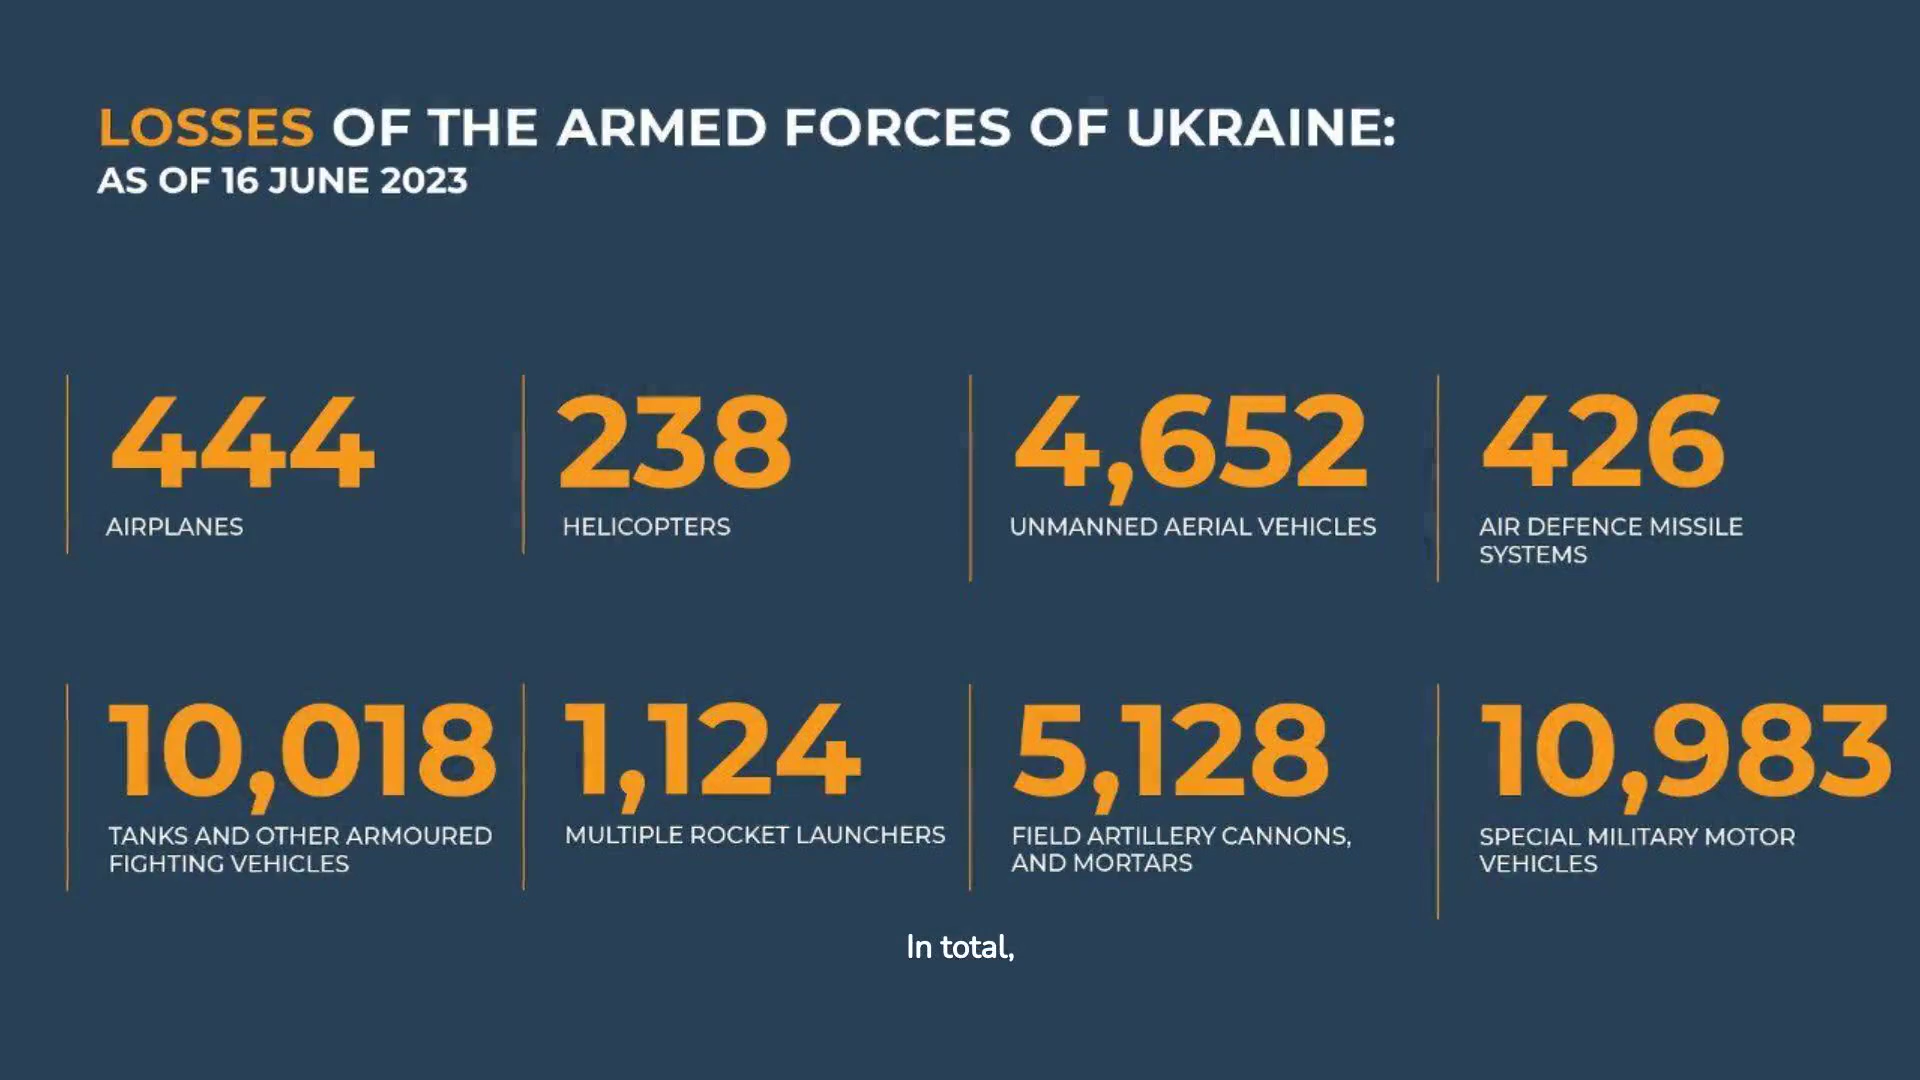 LOSSES OF THE ARMED FORCES OF UKRAINE:
AS OF 16 JUNE 2023
444
AIRPLANES
238
HELICOPTERS
4,652
UNMANNED AERIAL VEHICLES
426
AIR DEFENCE MISSILE
SYSTEMS
10,018
TANKS AND OTHER ARMOURED
FIGHTING VEHICLES
1,124
MULTIPLE ROCKET LAUNCHERS
5,128
FIELD ARTILLERY CANNONS,
AND MORTARS
10,983
SPECIAL MILITARY MOTOR
VEHICLES
In total,